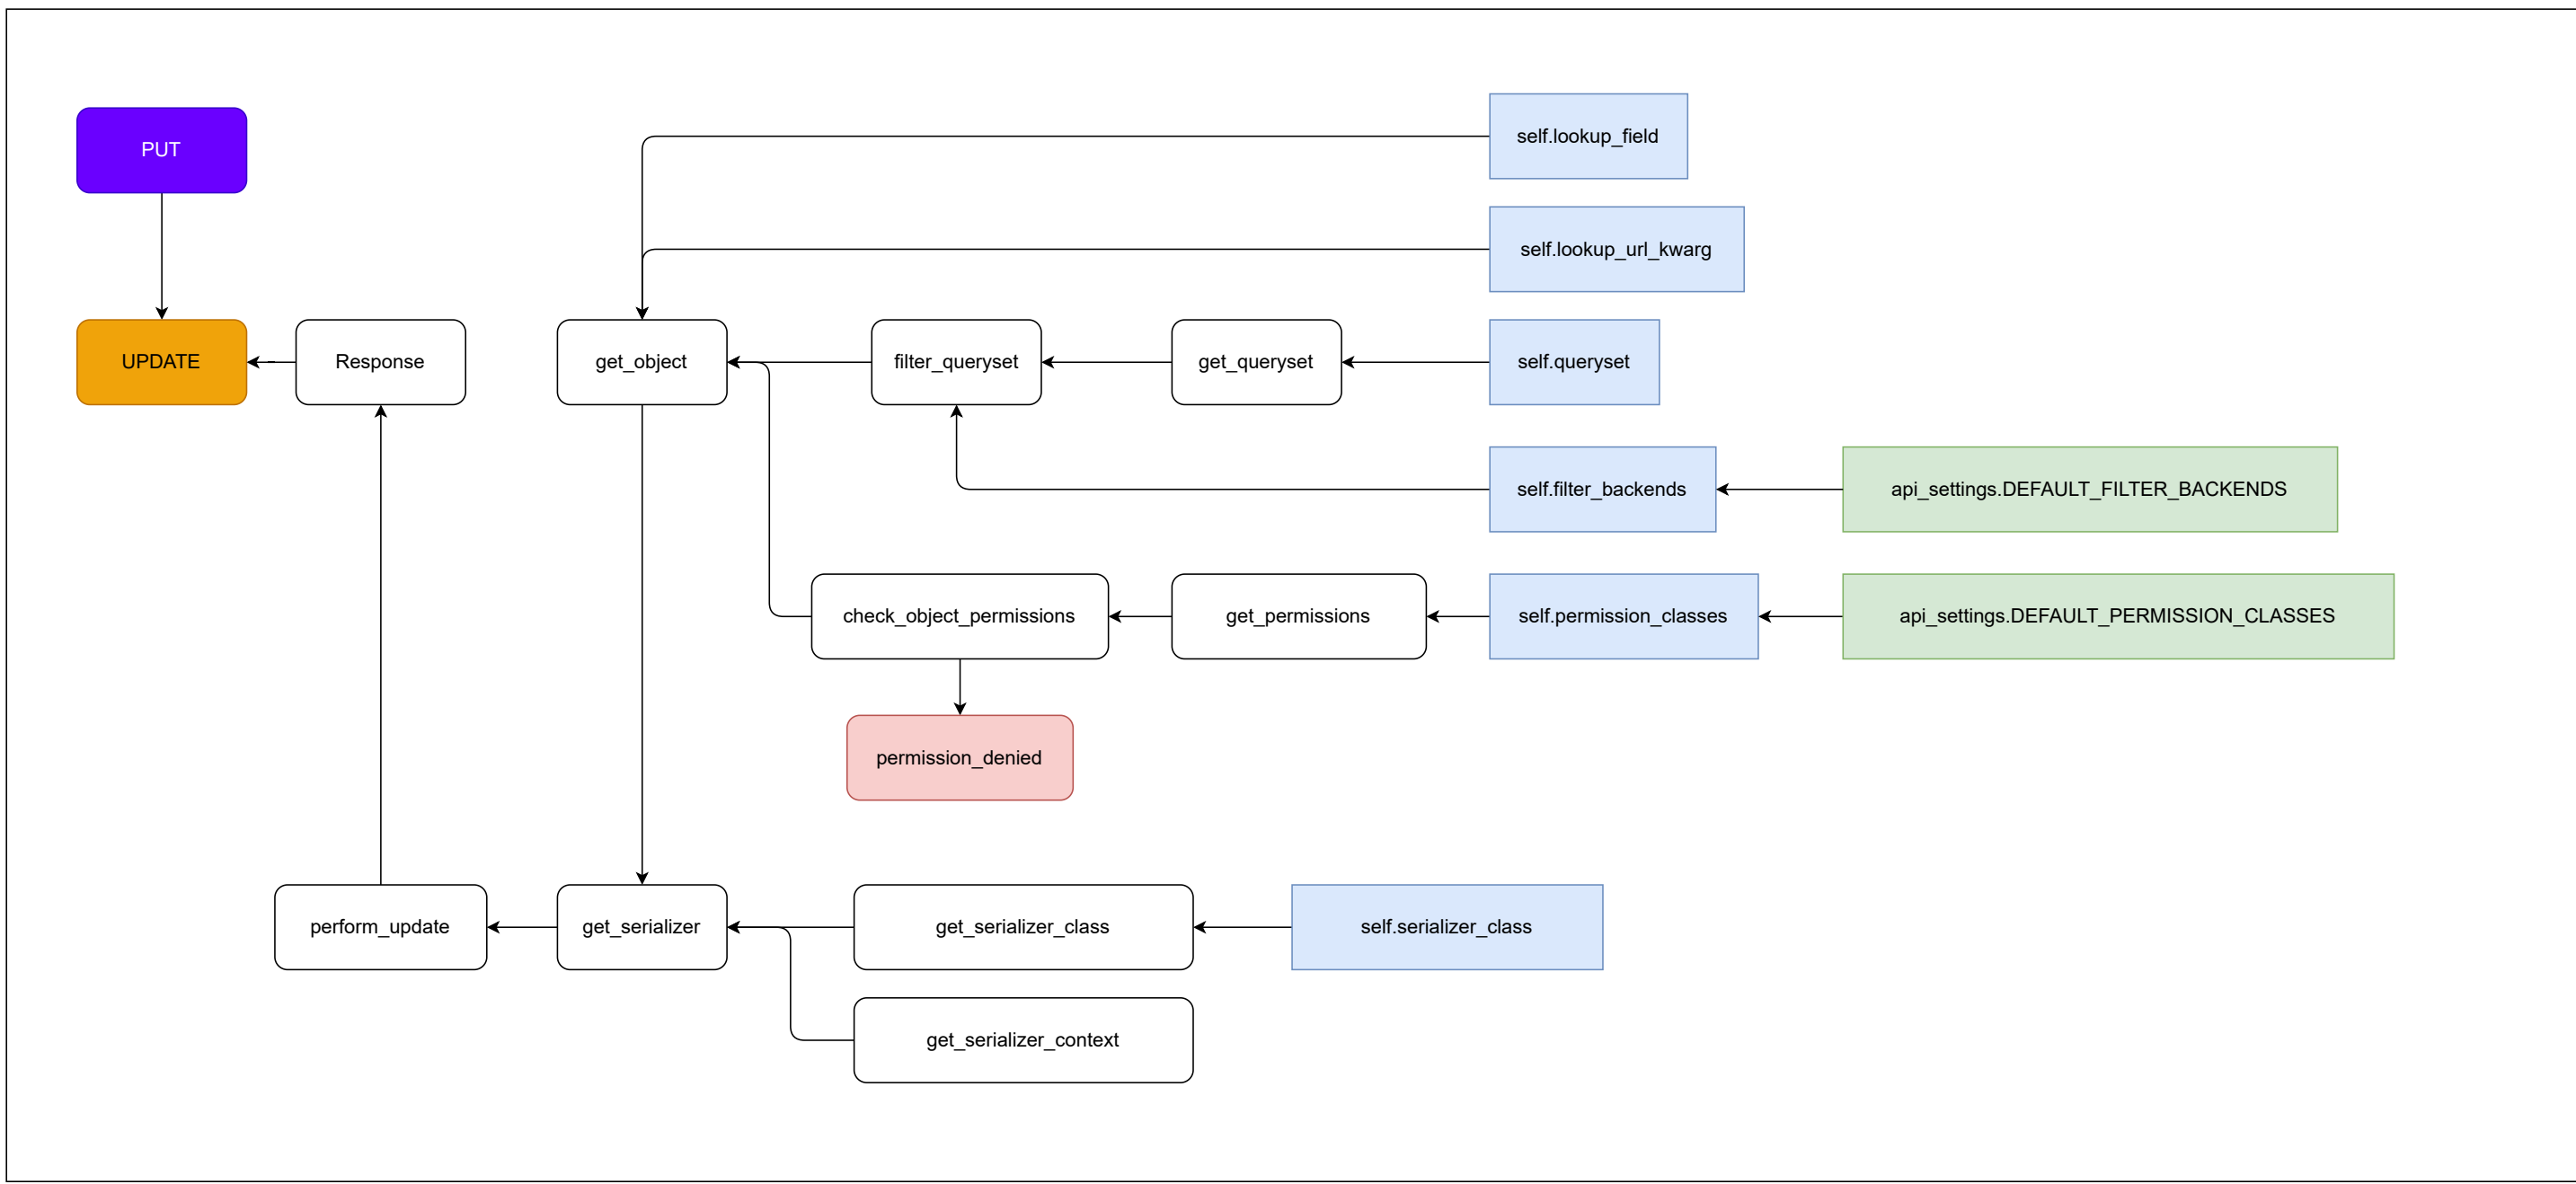 self.lookup_field
PUT
self.lookup_url_kwarg
UPDATE
Response
get_object
filter_queryset
get_queryset
self.queryset
self.filter_backends
api_settings.DEFAULT_FILTER_BACKENDS
check_object_permissions
get_permissions
self.permission_classes
api_settings.DEFAULT_PERMISSION_CLASSES
permission_denied
perform_update
get_serializer
get_serializer_class
self.serializer_class
get_serializer_context